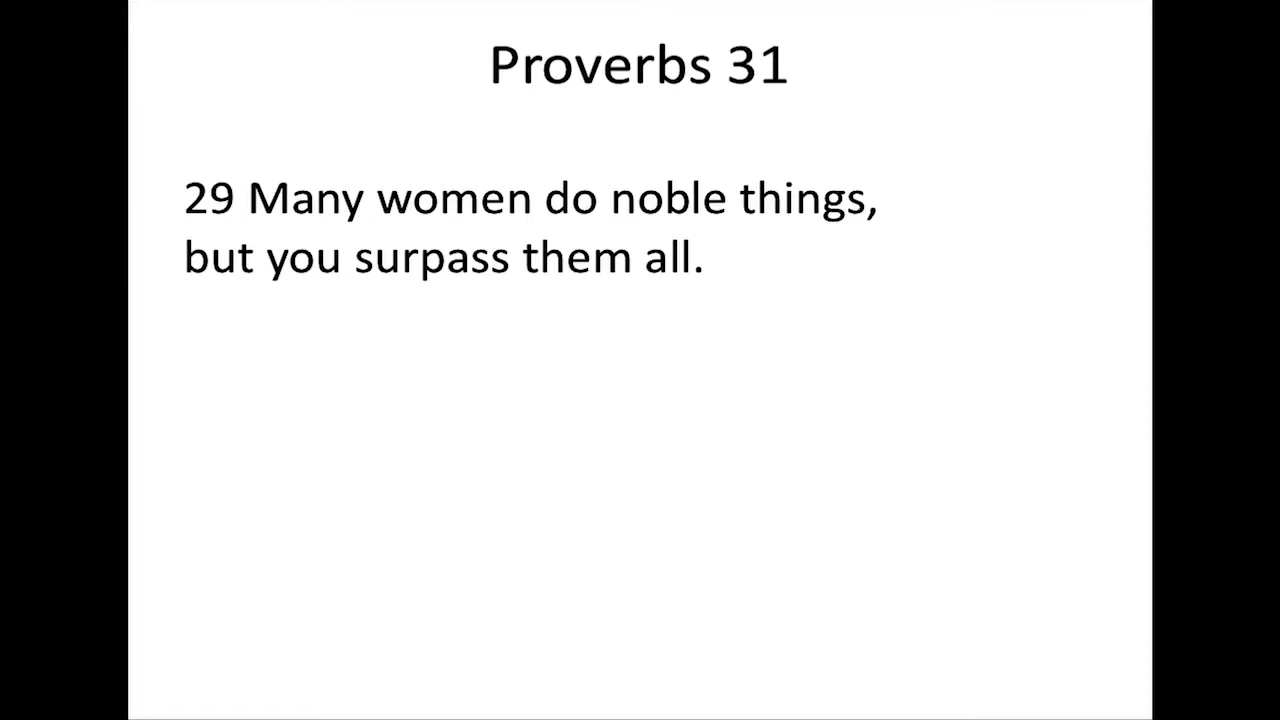 Proverbs 31
29 Many women do noble things,
but you surpass them all.